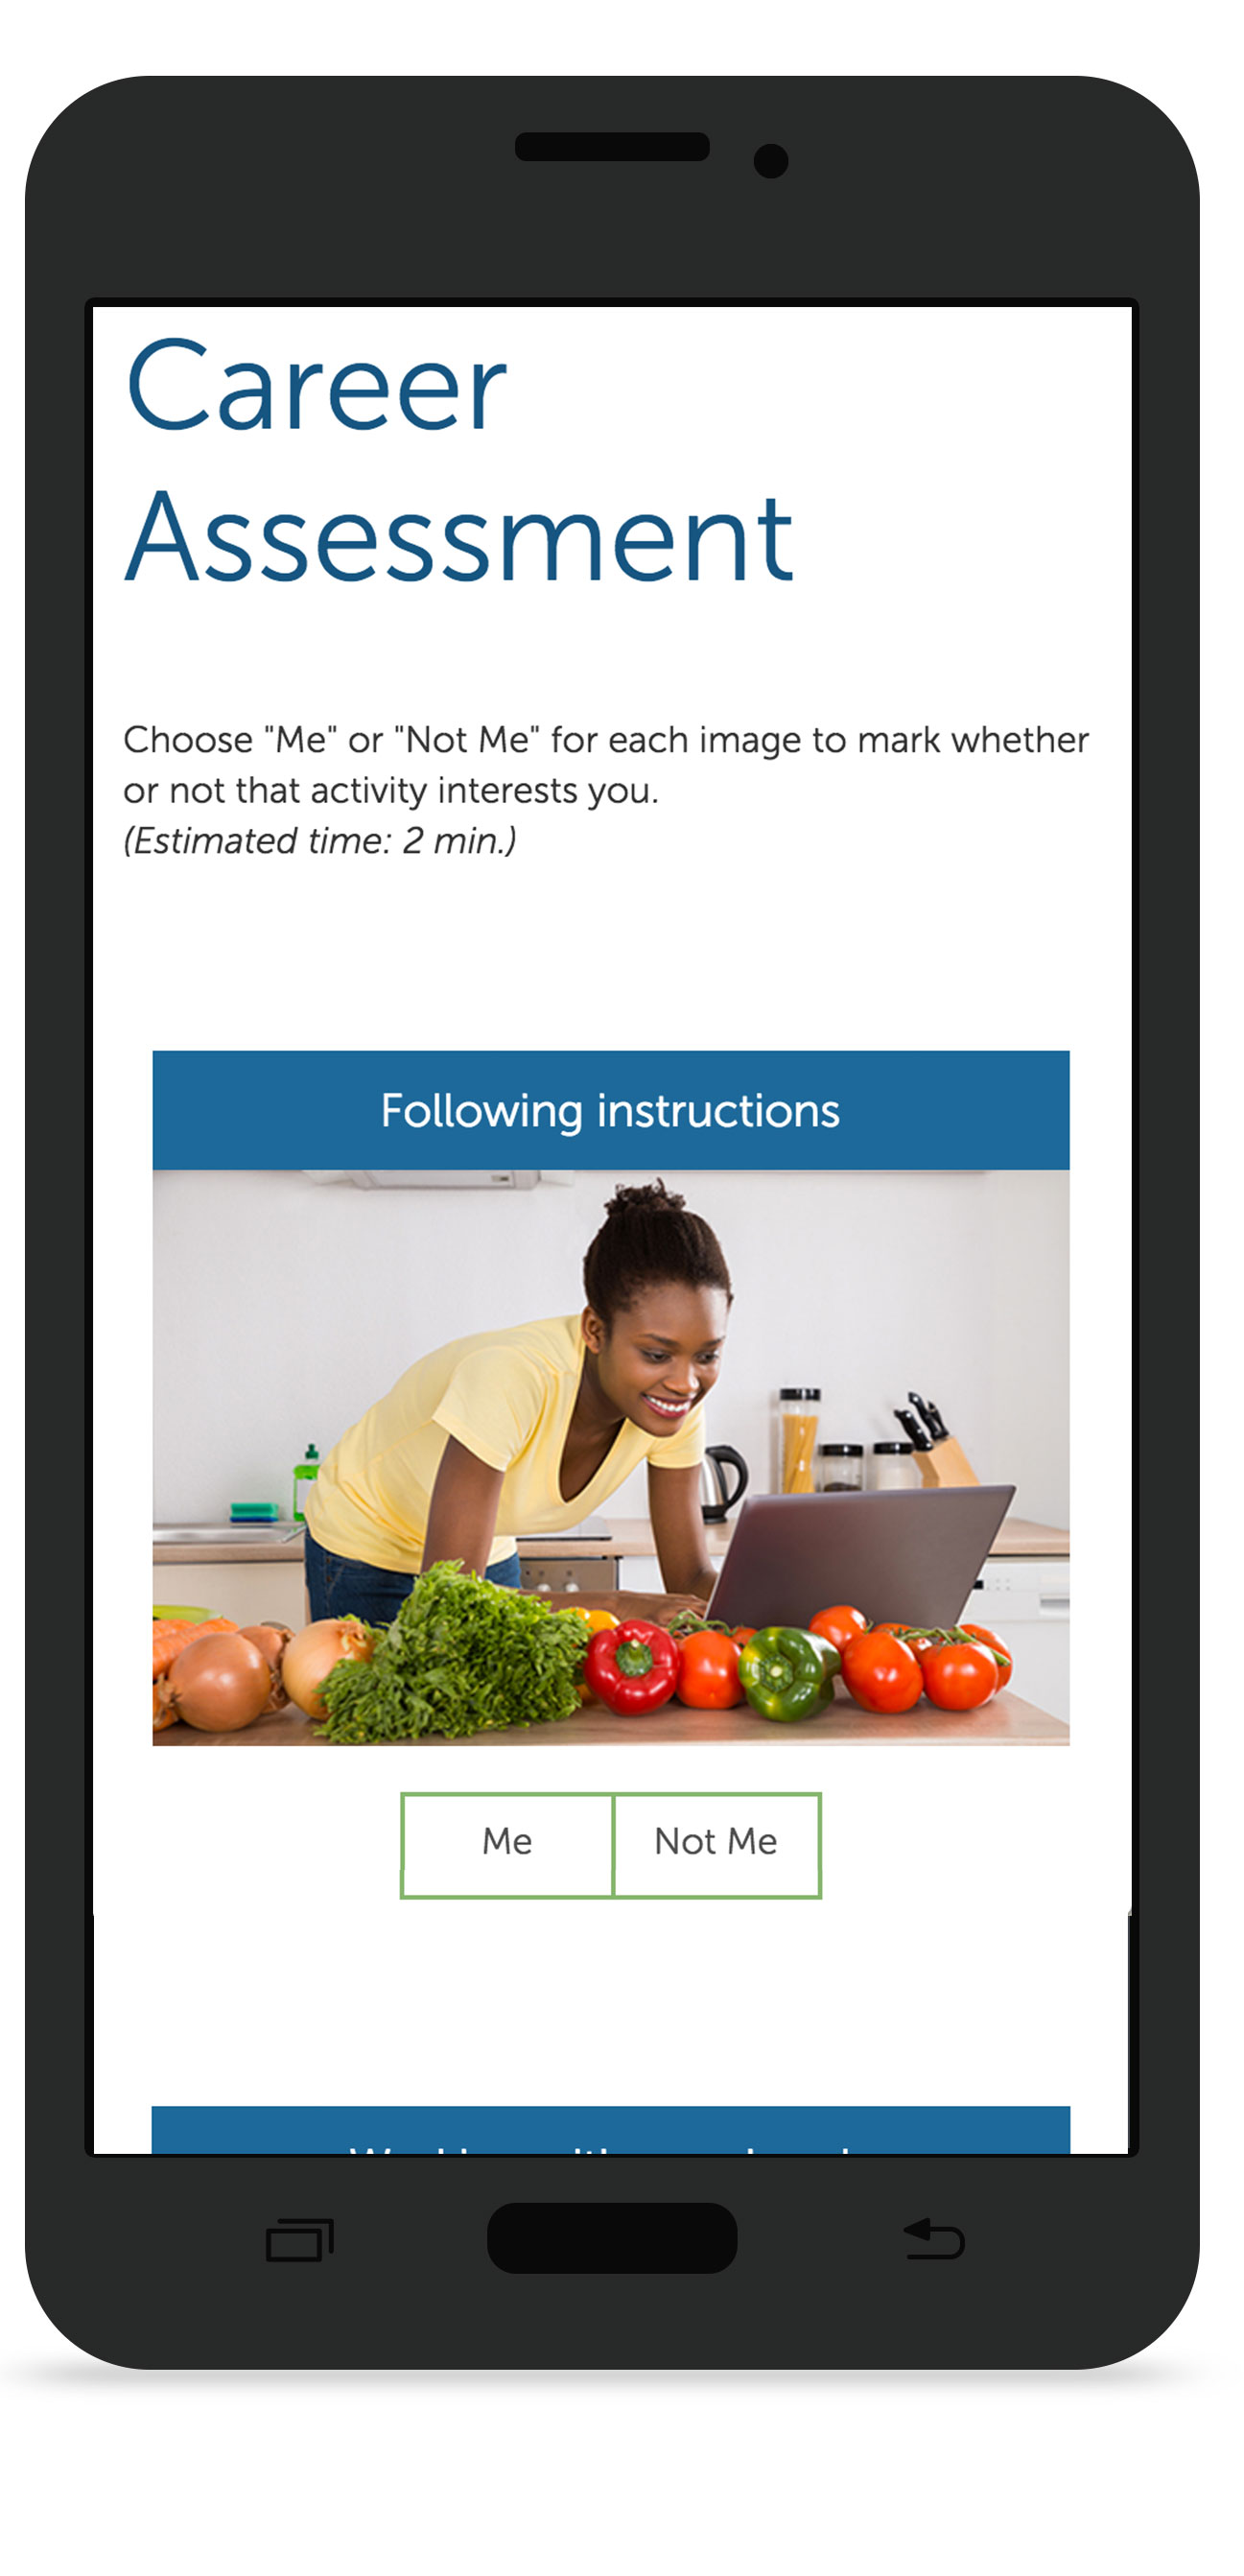 Career
Assessment
Choose "Me" or "Not Me" for each image to mark whether
or not that activity interests you.
(Estimated time: 2 min.)
Following instructions
Me
Not Me